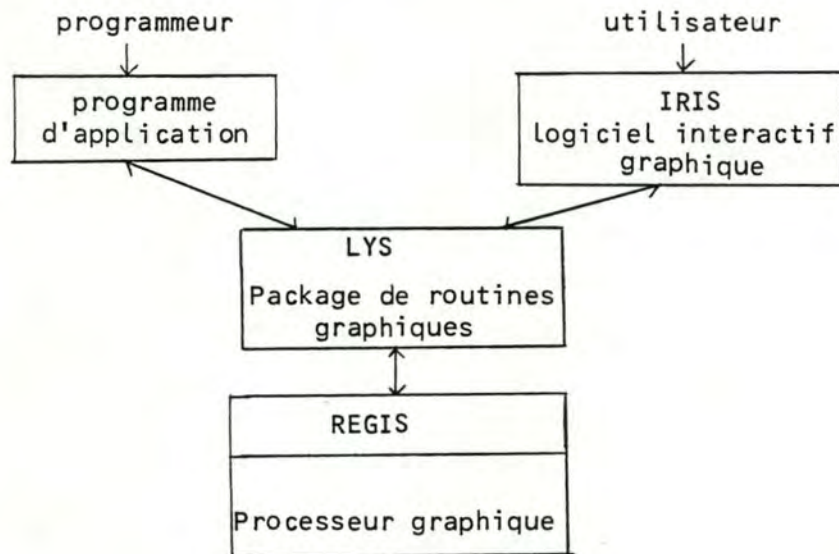 programmeur
utilisateur
programme
d'application
IRIS
logiciel interactif
graphique
LYS
Package de routines
graphiques
REGIS
Processeur graphique